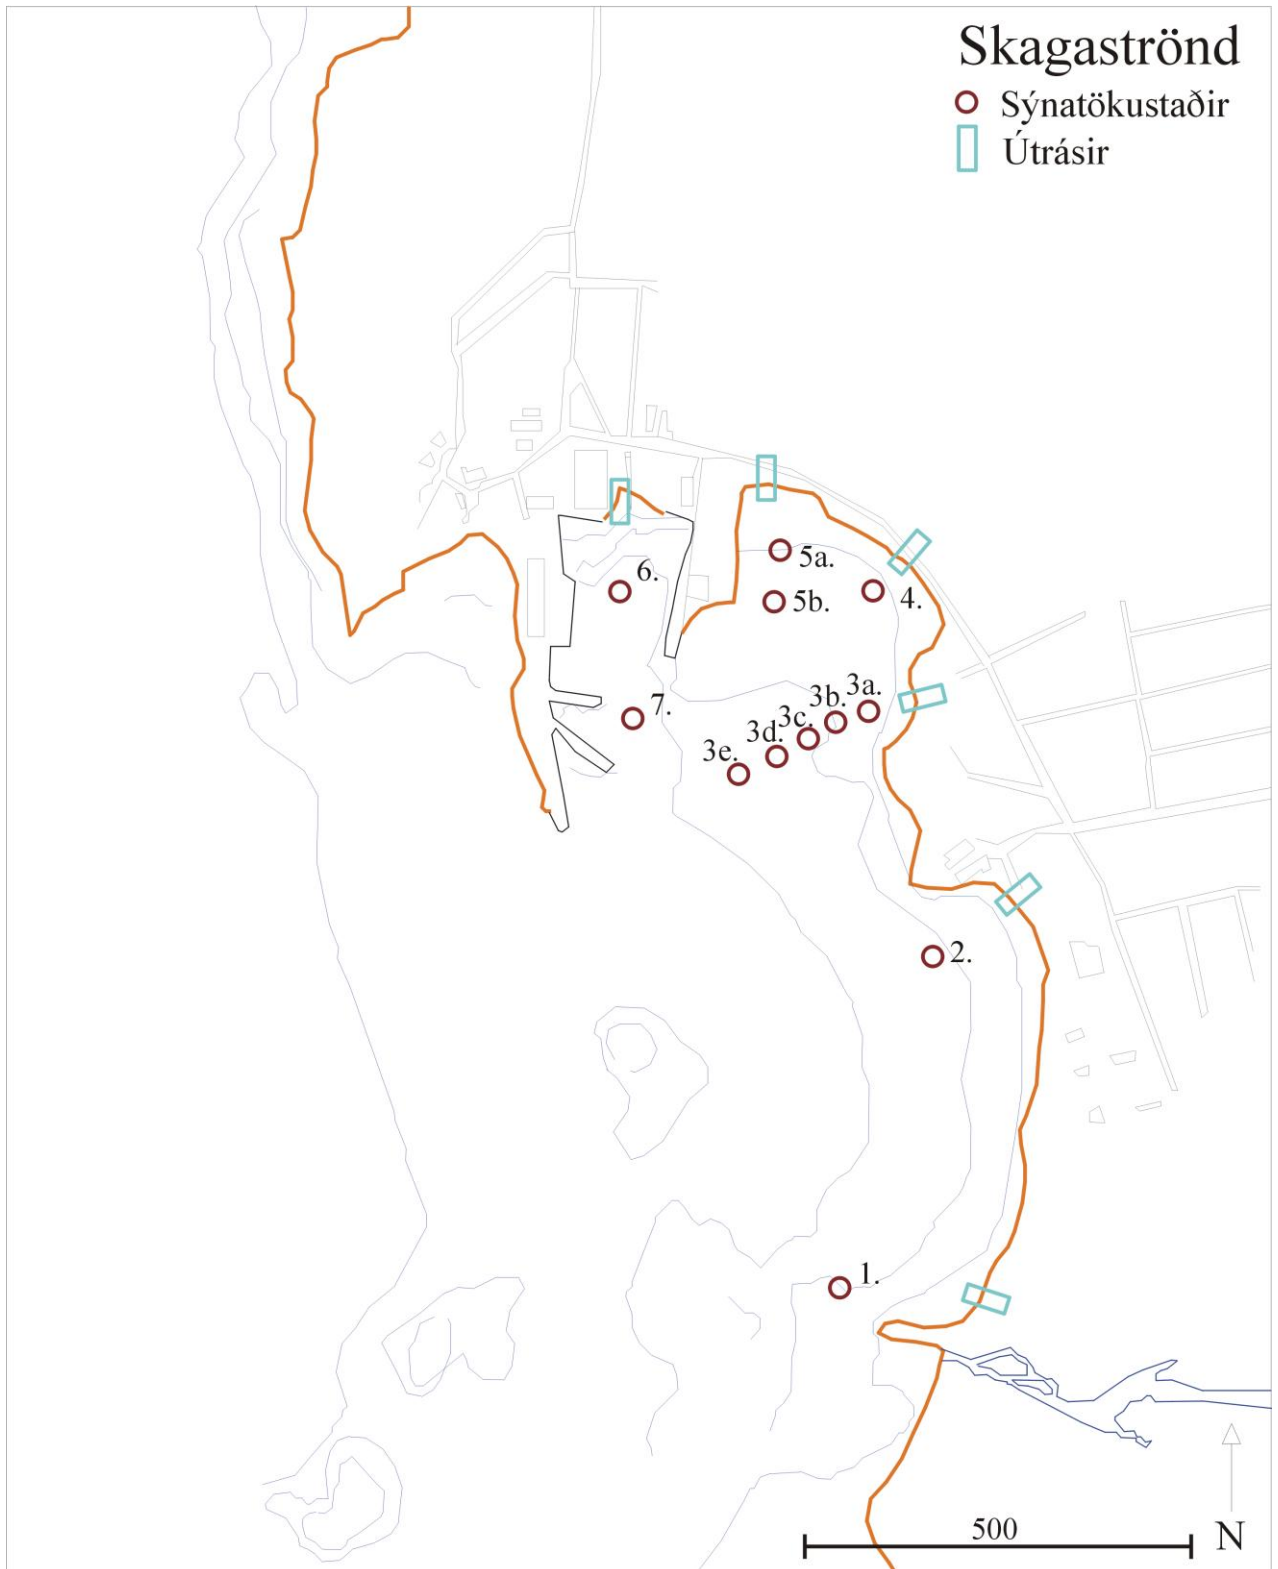 Skagaströnd
Sýnatökustaðir
Útrásir
5a.
6.
5b.
4.
3a.
3b.
7.
3c.
3d.
3e.
2.
1.
500
N